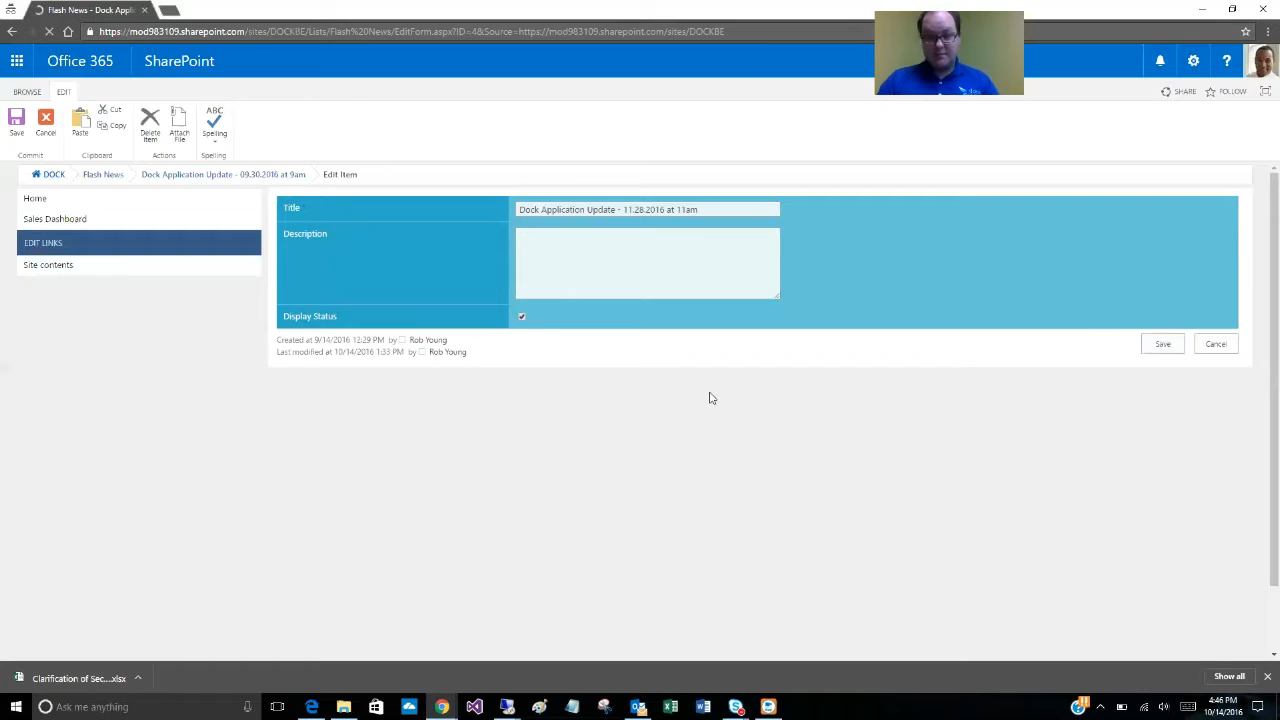 Flash News - Dock Applic
https://mod983109.sharepoint.com/sites/DOCKBE/Lists/Flash%20News/EditForm.aspx?ID=4&Source=https://mod983109.sharepoint.com/sites/DOCKBE
Office 365 SharePoint
BROWSE EDIT SHARE FOLLOW
Save Cancel Paste Cut Copy Delete Item Attach File ABC Spelling
Commit Clipboard Actions Spelling
DOCK Flash News Dock Application Update - 09.30.2016 at 9am Edit Item
Home
Sales Dashboard
EDIT LINKS
Site contents
Title Dock Application Update - 11.28.2016 at 11am
Description
Display Status
Created at 9/14/2016 12:29 PM by Rob Young
Last modified at 10/14/2016 1:33 PM by Rob Young
Save Cancel
Clarification of Sec....xlsx Show all
Ask me anything
4:46 PM
10/14/2016